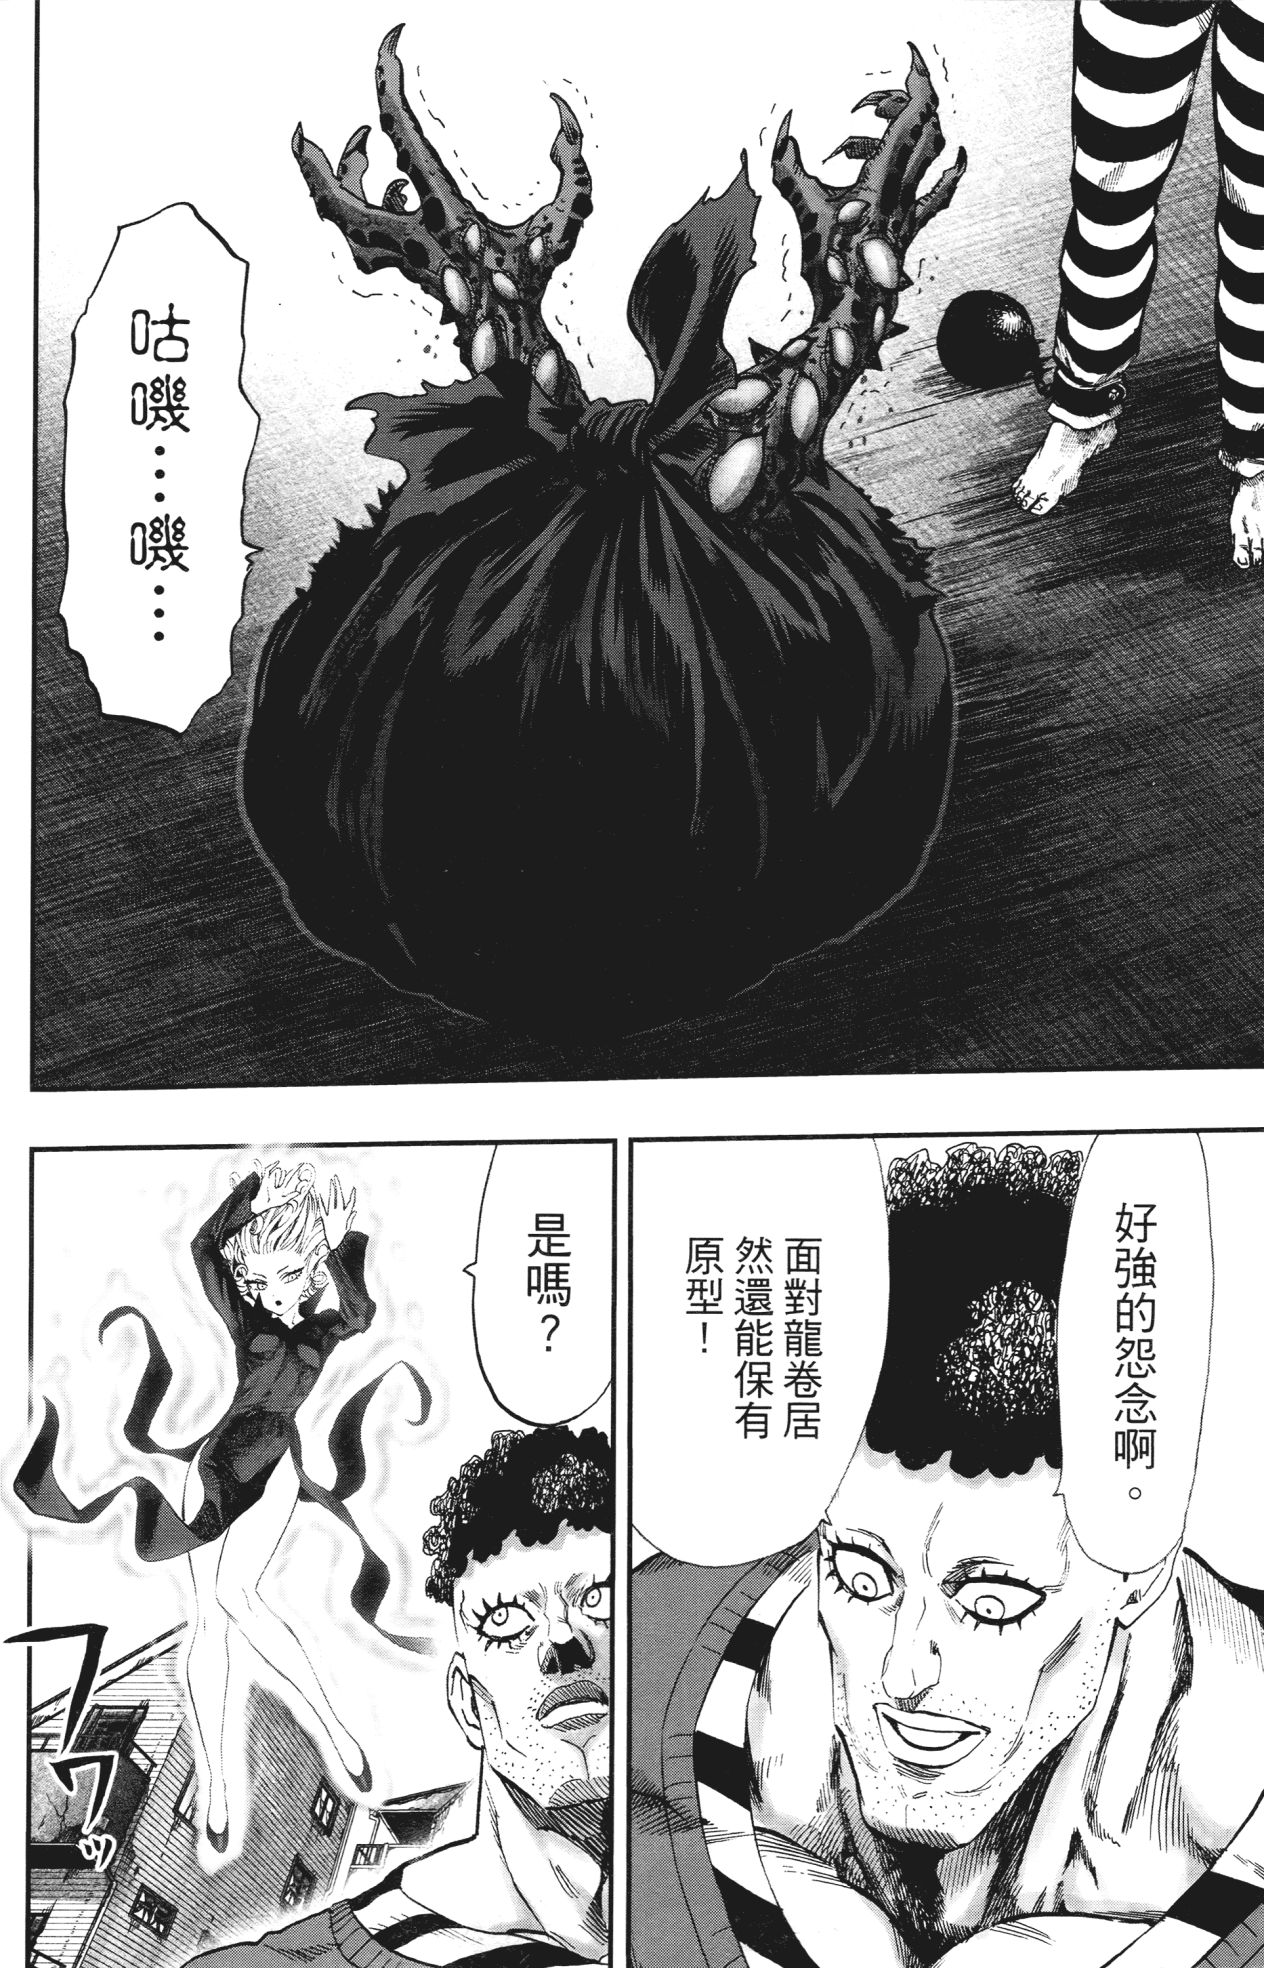 咕嘰⋯⋯嘰⋯⋯
好強的怨念啊。
面對龍卷居
然還能保有
原型！
是嗎？
フワッ